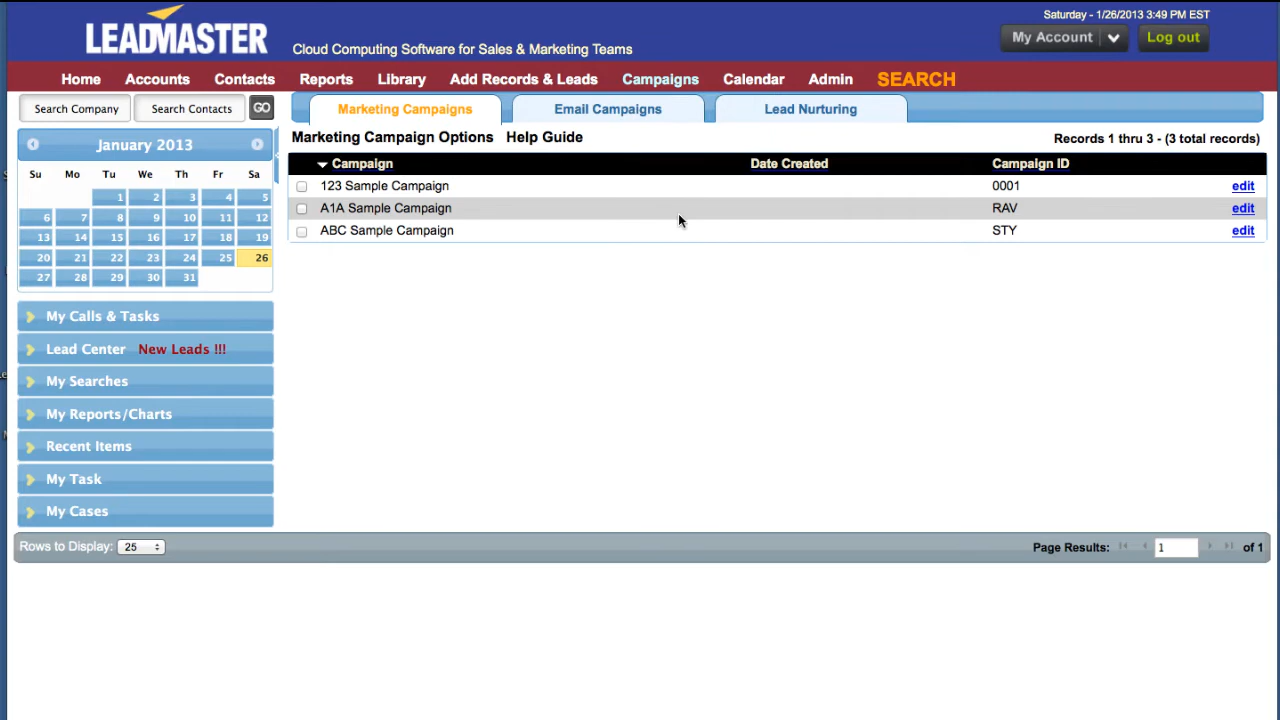 Saturday - 1/26/2013 3:49 PM EST
LEADMASTER
Cloud Computing Software for Sales & Marketing Teams
My Account
Log out
Home Accounts Contacts Reports Library Add Records & Leads Campaigns Calendar Admin SEARCH
Search Company Search Contacts GO
Marketing Campaigns Email Campaigns Lead Nurturing
Marketing Campaign Options Help Guide
Records 1 thru 3 - (3 total records)
January 2013
Su Mo Tu We Th Fr Sa
1 2 3 4 5
6 7 8 9 10 11 12
13 14 15 16 17 18 19
20 21 22 23 24 25 26
27 28 29 30 31
Campaign Date Created Campaign ID
123 Sample Campaign 0001 edit
A1A Sample Campaign RAV edit
ABC Sample Campaign STY edit
My Calls & Tasks
Lead Center New Leads !!!
My Searches
My Reports/Charts
Recent Items
My Task
My Cases
Rows to Display: 25
Page Results: 1 of 1